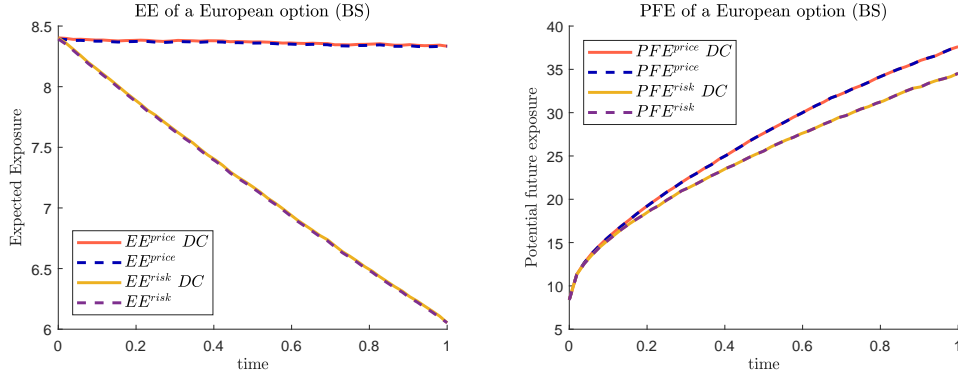 EE of a European option (BS)
8.5
8
7.5
7
6.5
6
Expected Exposure
EE^price DC
EE^price
EE^risk DC
EE^risk
0 0.2 0.4 0.6 0.8 1
time
PFE of a European option (BS)
40
35
30
25
20
15
10
5
Potential future exposure
PFE^price DC
PFE^price
PFE^risk DC
PFE^risk
0 0.2 0.4 0.6 0.8 1
time